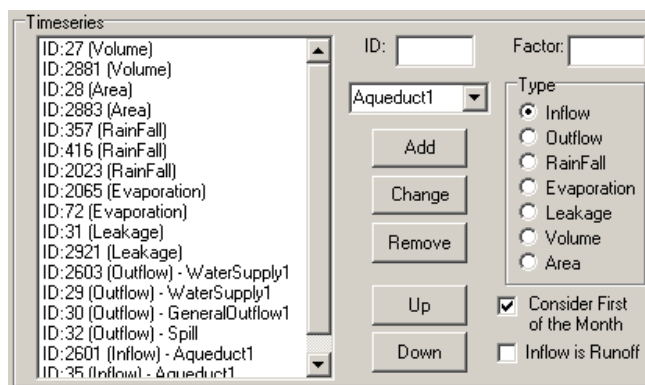 Timeseries
ID:27 (Volume)
ID:2881 (Volume)
ID:28 (Area)
ID:2883 (Area)
ID:357 (RainFall)
ID:416 (RainFall)
ID:2023 (RainFall)
ID:2065 (Evaporation)
ID:72 (Evaporation)
ID:31 (Leakage)
ID:2921 (Leakage)
ID:2603 (Outflow) - WaterSupply1
ID:29 (Outflow) - WaterSupply1
ID:30 (Outflow) - GeneralOutflow1
ID:32 (Outflow) - Spill
ID:2601 (Inflow) - Aqueduct1
ID:35 (Inflow) - Aqueduct1
ID:
Factor:
Aqueduct1
Add
Change
Remove
Up
Down
Type
Inflow
Outflow
RainFall
Evaporation
Leakage
Volume
Area
Consider First
of the Month
Inflow is Runoff